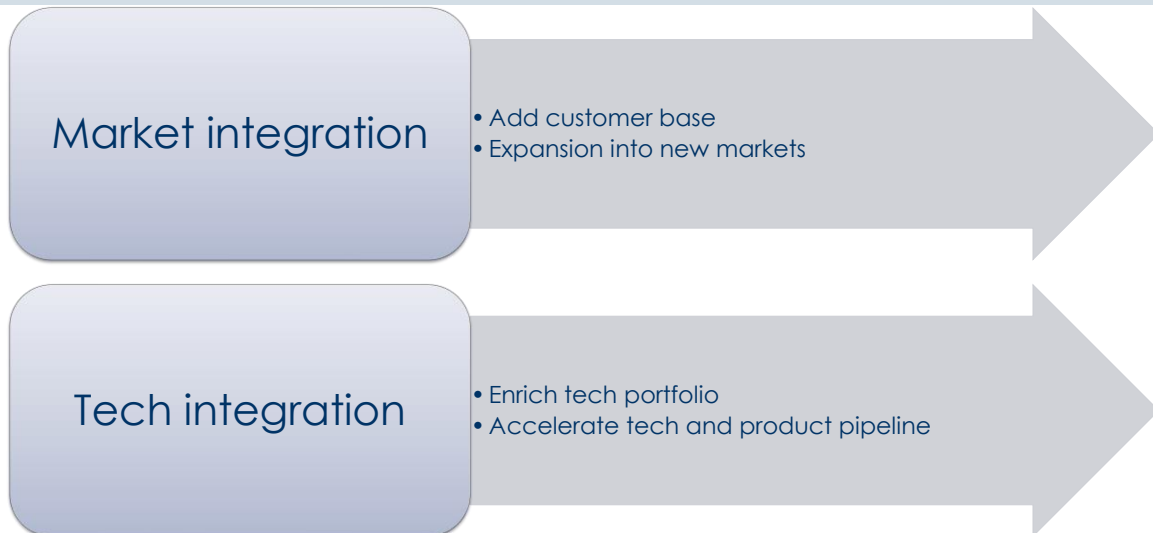 Market integration
• Add customer base
• Expansion into new markets
Tech integration
• Enrich tech portfolio
• Accelerate tech and product pipeline